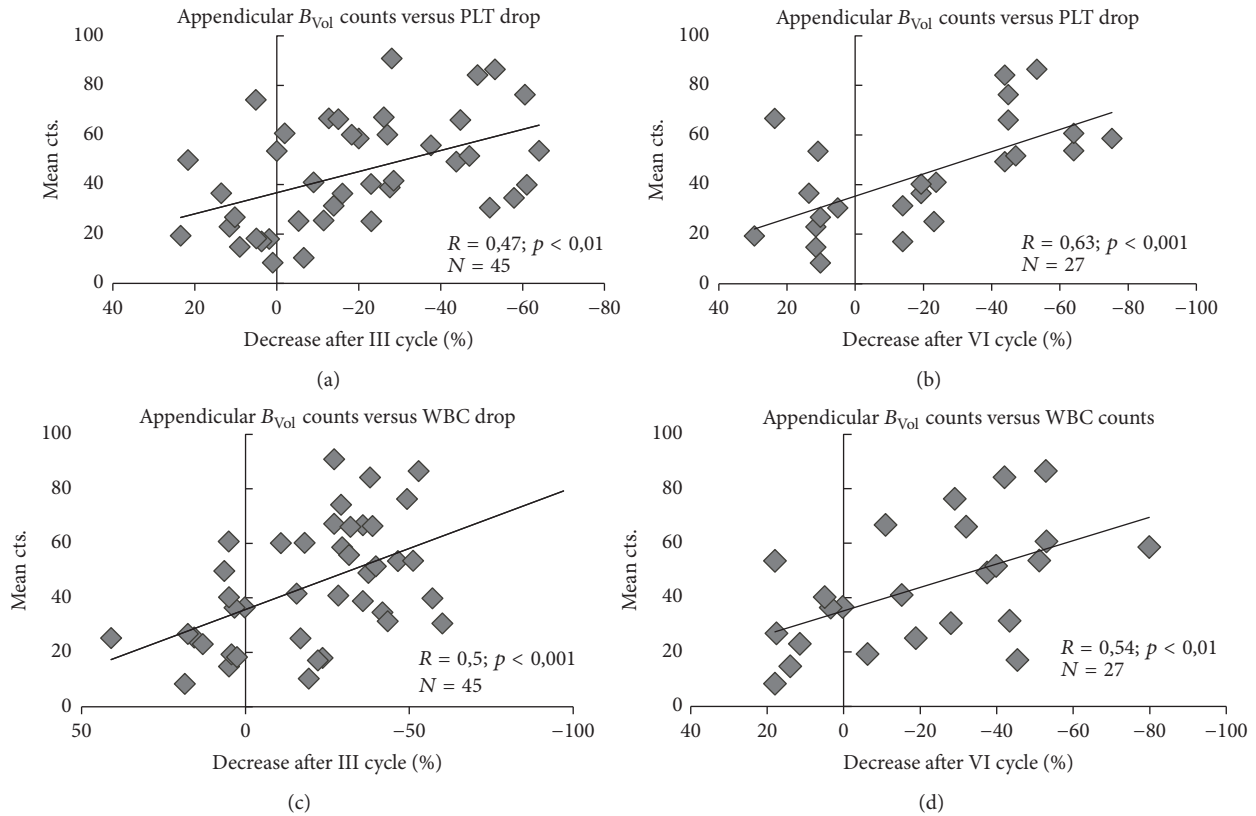 Appendicular B_Vol counts versus PLT drop
100
80
60
40
20
0
Mean cts.
R = 0,47; p < 0,01
N = 45
40 20 0 −20 −40 −60 −80
Decrease after III cycle (%)
(a)
Appendicular B_Vol counts versus PLT drop
100
80
60
40
20
0
Mean cts.
R = 0,63; p < 0,001
N = 27
40 20 0 −20 −40 −60 −80 −100
Decrease after VI cycle (%)
(b)
Appendicular B_Vol counts versus WBC drop
100
80
60
40
20
0
Mean cts.
R = 0,5; p < 0,001
N = 45
50 0 −50 −100
Decrease after III cycle (%)
(c)
Appendicular B_Vol counts versus WBC counts
100
80
60
40
20
0
Mean cts.
R = 0,54; p < 0,01
N = 27
40 20 0 −20 −40 −60 −80 −100
Decrease after VI cycle (%)
(d)